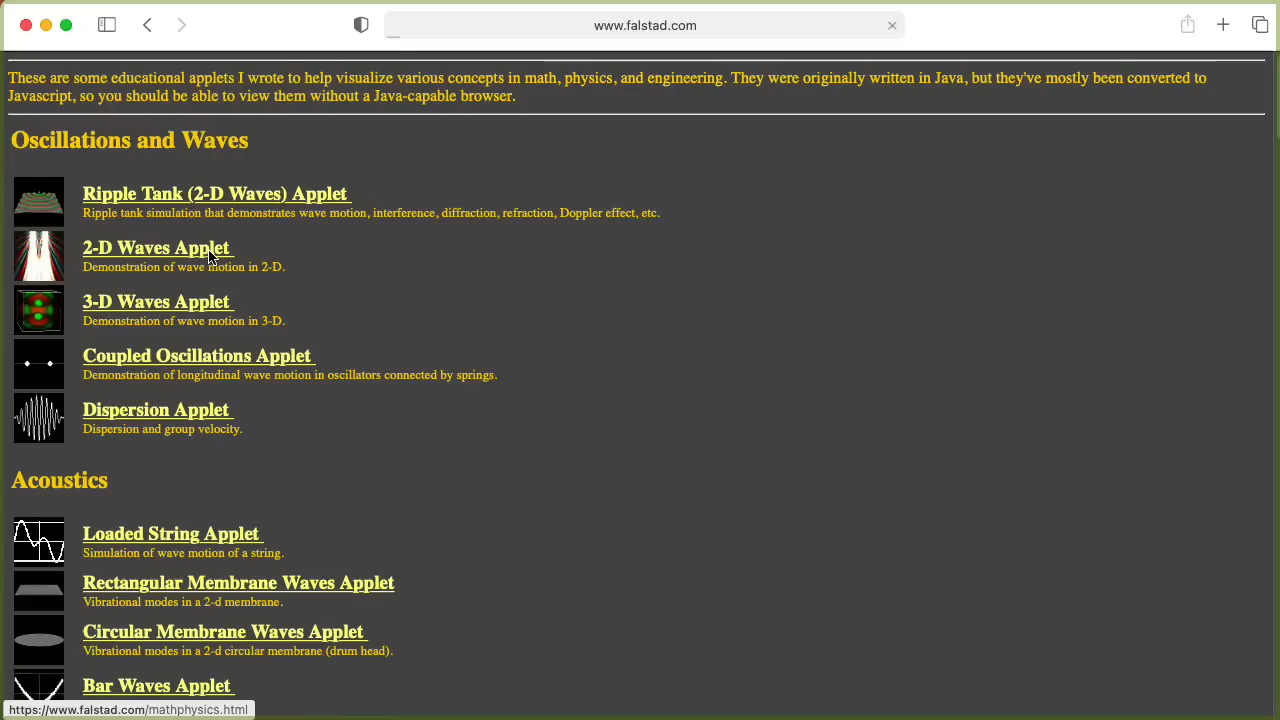 www.falstad.com
These are some educational applets I wrote to help visualize various concepts in math, physics, and engineering. They were originally written in Java, but they've mostly been converted to
Javascript, so you should be able to view them without a Java-capable browser.
Oscillations and Waves
Ripple Tank (2-D Waves) Applet
Ripple tank simulation that demonstrates wave motion, interference, diffraction, refraction, Doppler effect, etc.
2-D Waves Applet
Demonstration of wave motion in 2-D.
3-D Waves Applet
Demonstration of wave motion in 3-D.
Coupled Oscillations Applet
Demonstration of longitudinal wave motion in oscillators connected by springs.
Dispersion Applet
Dispersion and group velocity.
Acoustics
Loaded String Applet
Simulation of wave motion of a string.
Rectangular Membrane Waves Applet
Vibrational modes in a 2-d membrane.
Circular Membrane Waves Applet
Vibrational modes in a 2-d circular membrane (drum head).
Bar Waves Applet
https://www.falstad.com/mathphysics.html